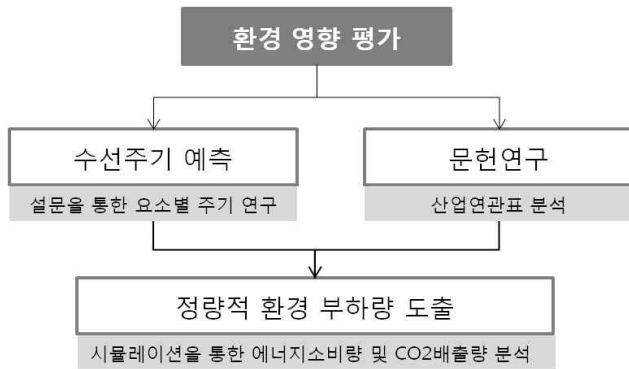 환경 영향 평가
수선주기 예측
설문을 통한 요소별 주기 연구
문헌연구
산업연관표 분석
정량적 환경 부하량 도출
시뮬레이션을 통한 에너지소비량 및 CO2배출량 분석